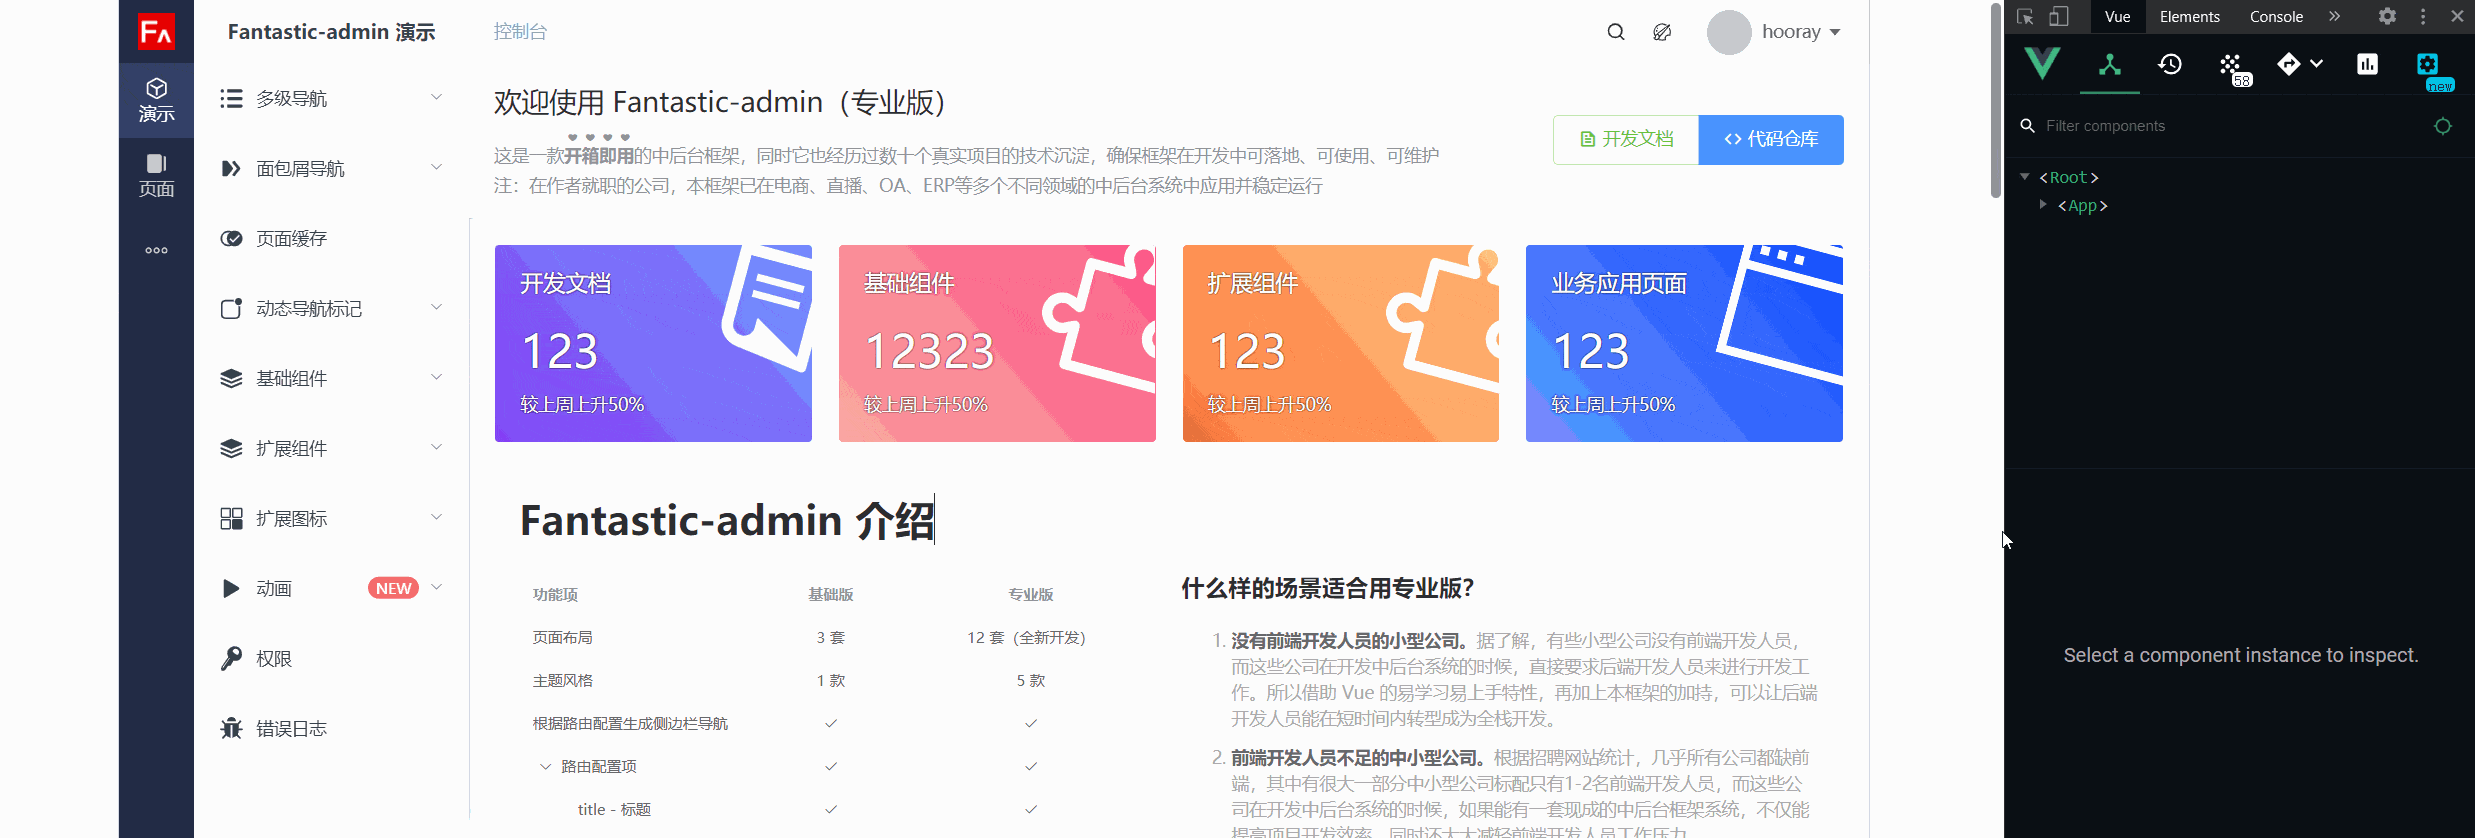 Fantastic-admin 演示
控制台
hooray
演示
页面
多级导航
面包屑导航
页面缓存
动态导航标记
基础组件
扩展组件
扩展图标
动画
NEW
权限
错误日志
欢迎使用 Fantastic-admin（专业版）
这是一款开箱即用的中后台框架，同时它也经历过数十个真实项目的技术沉淀，确保框架在开发中可落地、可使用、可维护
注：在作者就职的公司，本框架已在电商、直播、OA、ERP等多个不同领域的中后台系统中应用并稳定运行
开发文档
代码仓库
开发文档
123
较上周上升50%
基础组件
12323
较上周上升50%
扩展组件
123
较上周上升50%
业务应用页面
123
较上周上升50%
Fantastic-admin 介绍
功能项 基础版 专业版
页面布局 3 套 12 套（全新开发）
主题风格 1 款 5 款
根据路由配置生成侧边栏导航
路由配置项
title - 标题
什么样的场景适合用专业版？
1. 没有前端开发人员的小型公司。据了解，有些小型公司没有前端开发人员，
而这些公司在开发中后台系统的时候，直接要求后端开发人员来进行开发工
作。所以借助 Vue 的易学习易上手特性，再加上本框架的加持，可以让后端
开发人员能在短时间内转型成为全栈开发。
2. 前端开发人员不足的中小型公司。根据招聘网站统计，几乎所有公司都缺前
端，其中有很大一部分中小型公司标配只有1-2名前端开发人员，而这些公
司在开发中后台系统的时候，如果能有一套现成的中后台框架系统，不仅能
提高项目开发效率，同时还大大减轻前端开发人员工作压力。
Vue
Elements
Console
58
new
Filter components
<Root>
<App>
Select a component instance to inspect.